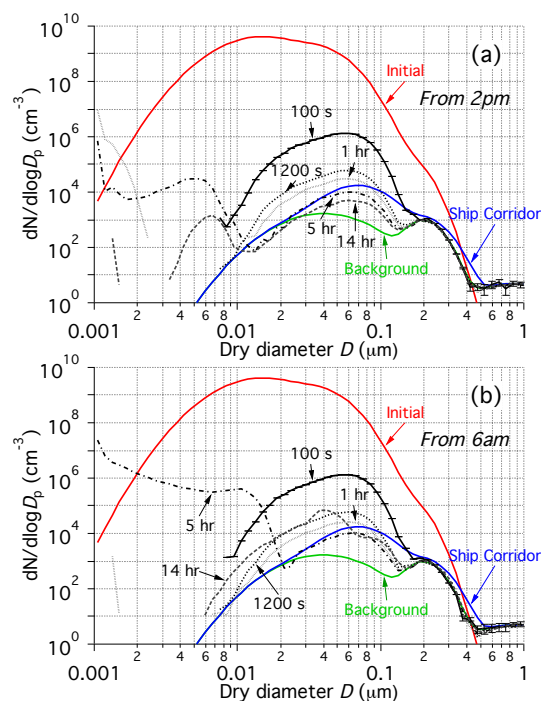 10^10
(a)
10^8
Initial
From 2pm
100 s
10^6
1 hr
1200 s
10^4
5 hr
14 hr
Ship Corridor
10^2
Background
10^0
dN/dlogDp (cm-3)
0.001 4 6 8 0.01 2 4 6 8 0.1 2 4 6 8 1
Dry diameter D (µm)
10^10
(b)
10^8
Initial
From 6am
100 s
10^6
1 hr
5 hr
10^4
14 hr
1200 s
Ship Corridor
10^2
Background
10^0
dN/dlogDp (cm-3)
0.001 4 6 8 0.01 2 4 6 8 0.1 2 4 6 8 1
Dry diameter D (µm)